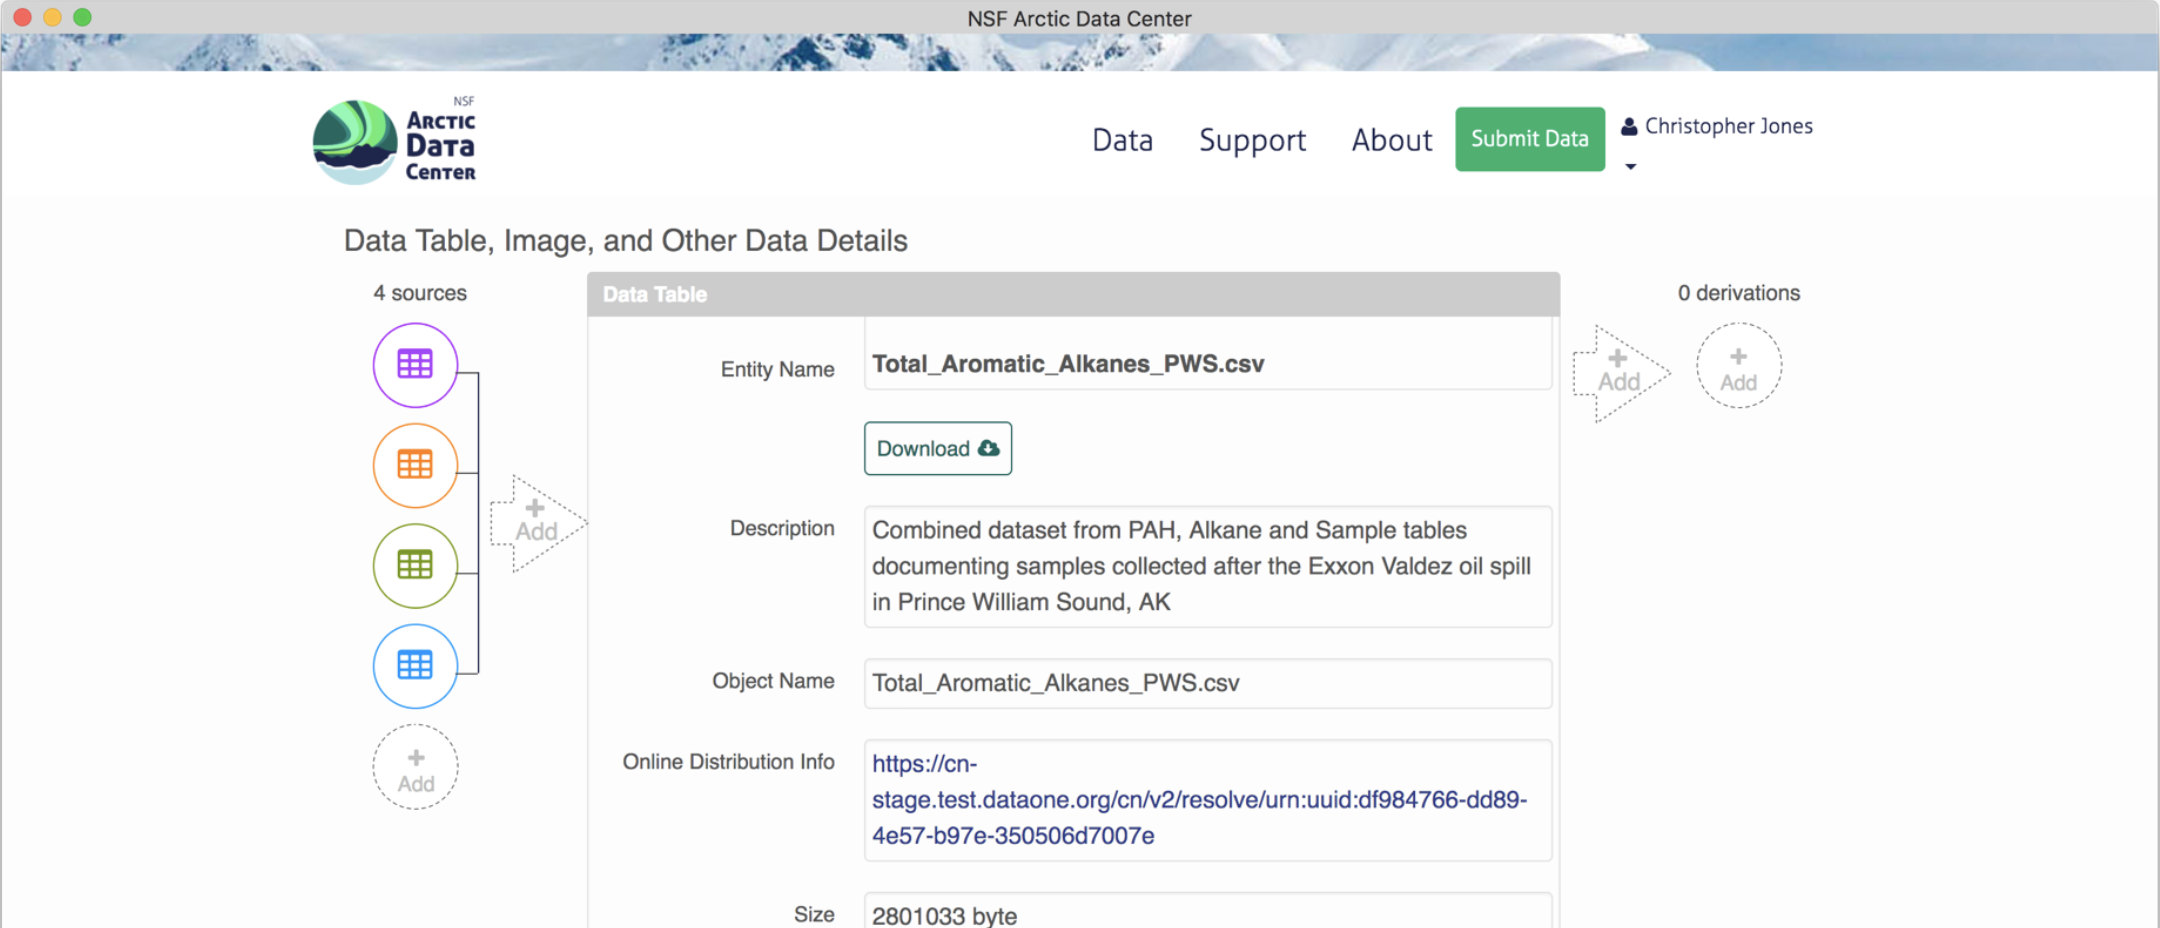 NSF Arctic Data Center
NSF
ARCTIC
DATA
CENTER
Data
Support
About
Submit Data
Christopher Jones
Data Table, Image, and Other Data Details
4 sources
Data Table
0 derivations
Entity Name
Total_Aromatic_Alkanes_PWS.csv
Add
Add
Download
Add
Description
Combined dataset from PAH, Alkane and Sample tables
documenting samples collected after the Exxon Valdez oil spill
in Prince William Sound, AK
Object Name
Total_Aromatic_Alkanes_PWS.csv
Add
Online Distribution Info
https://cn-
stage.test.dataone.org/cn/v2/resolve/urn:uuid:df984766-dd89-
4e57-b97e-350506d7007e
Size
2801033 byte